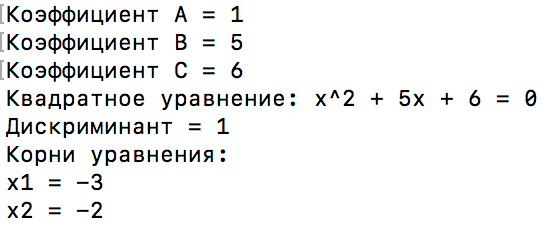 Коэффициент A = 1
Коэффициент B = 5
Коэффициент C = 6
Квадратное уравнение: x^2 + 5x + 6 = 0
Дискриминант = 1
Корни уравнения:
x1 = -3
x2 = -2